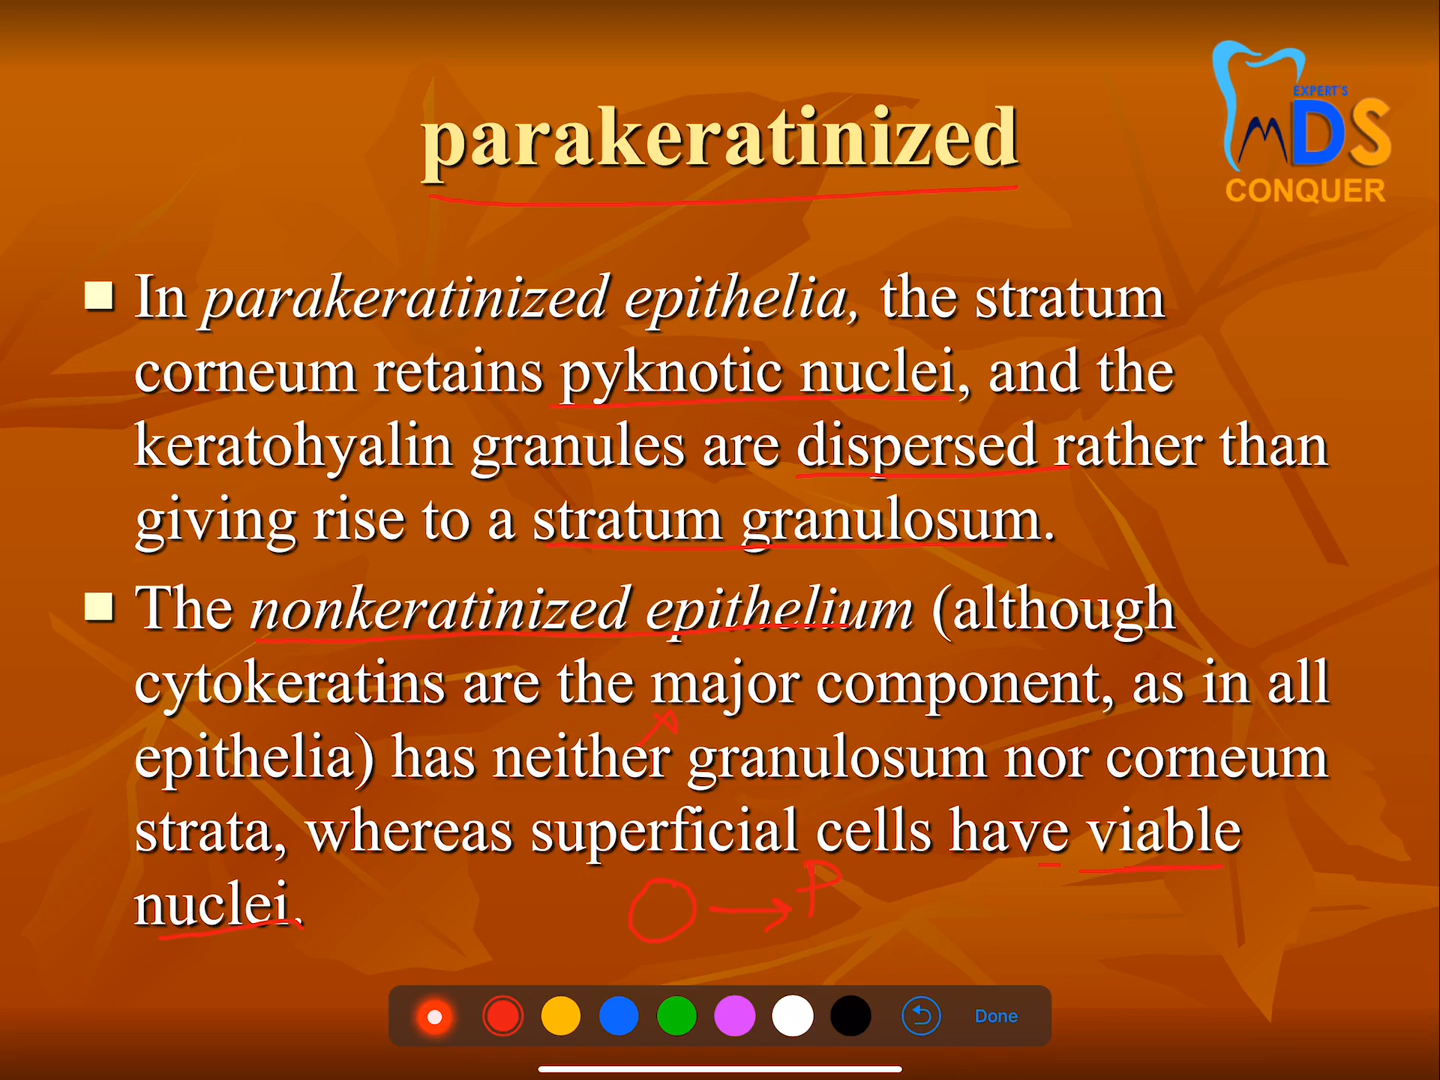 parakeratinized
EXPERT'S
MDS
CONQUER
In parakeratinized epithelia, the stratum
corneum retains pyknotic nuclei, and the
keratohyalin granules are dispersed rather than
giving rise to a stratum granulosum.
The nonkeratinized epithelium (although
cytokeratins are the major component, as in all
epithelia) has neither granulosum nor corneum
strata, whereas superficial cells have viable
nuclei.
O → P
Done